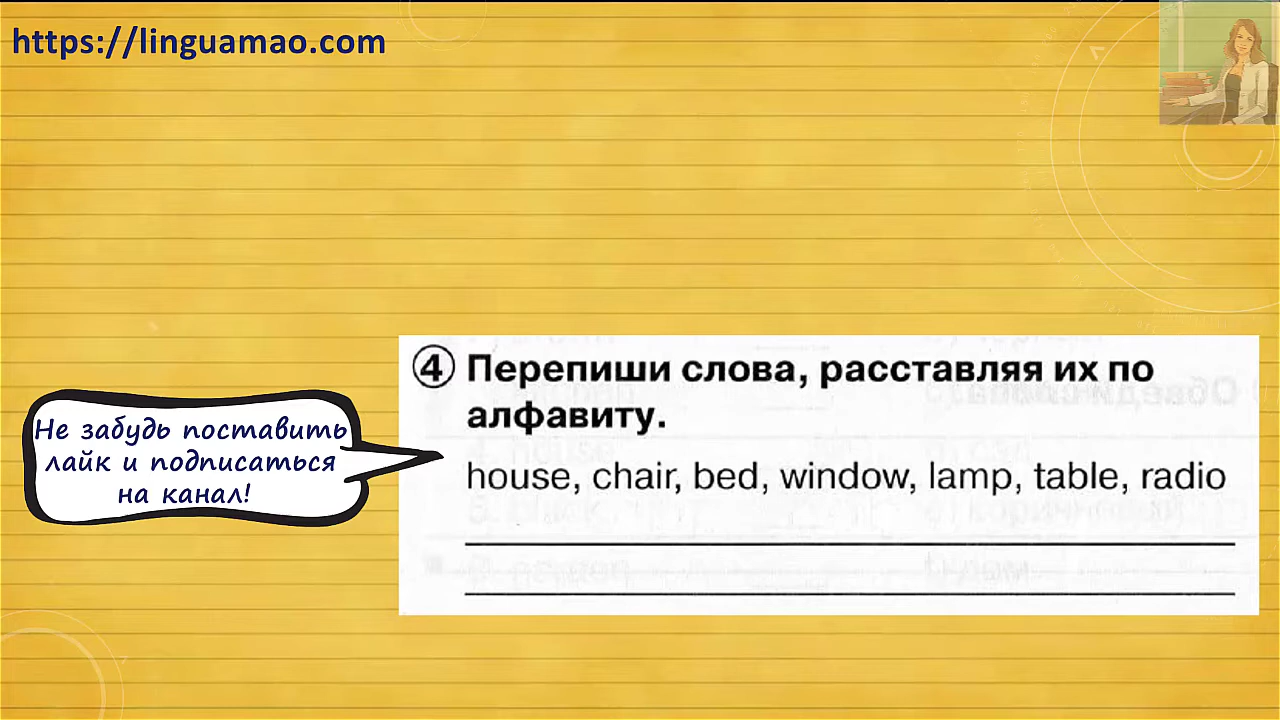 https://linguamao.com
Не забудь поставить
лайк и подписаться
на канал!
④ Перепиши слова, расставляя их по
алфавиту.
house, chair, bed, window, lamp, table, radio